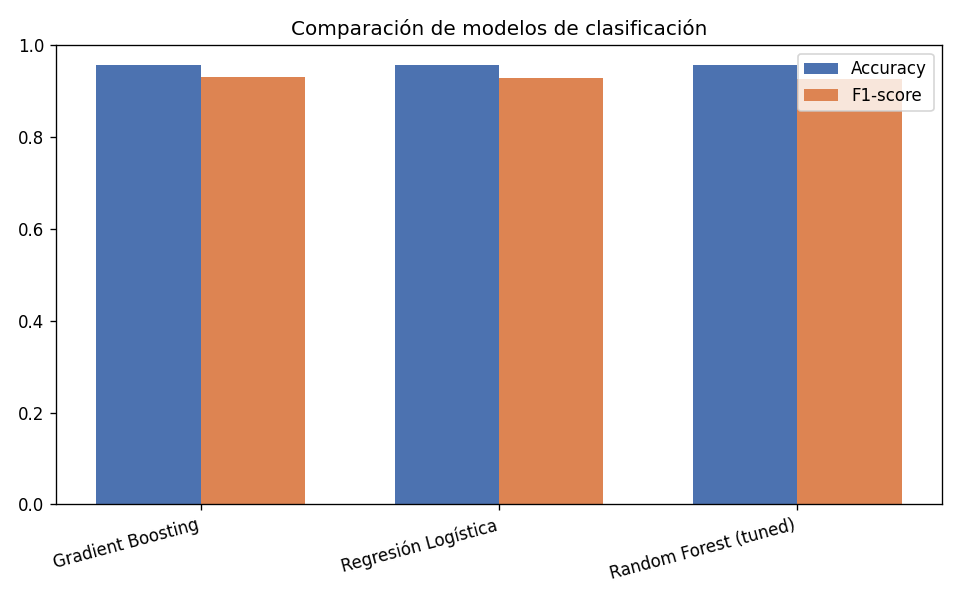 Comparación de modelos de clasificación
Accuracy
F1-score
1.0
0.8
0.6
0.4
0.2
0.0
Gradient Boosting
Regresión Logística
Random Forest (tuned)